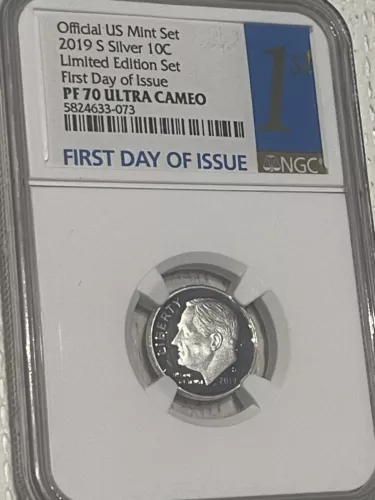 Official US Mint Set
2019 S Silver 10C
Limited Edition Set
First Day of Issue
PF 70 ULTRA CAMEO
5824633-073
FIRST DAY OF ISSUE
1st
NGC
LIBERTY
S
2019